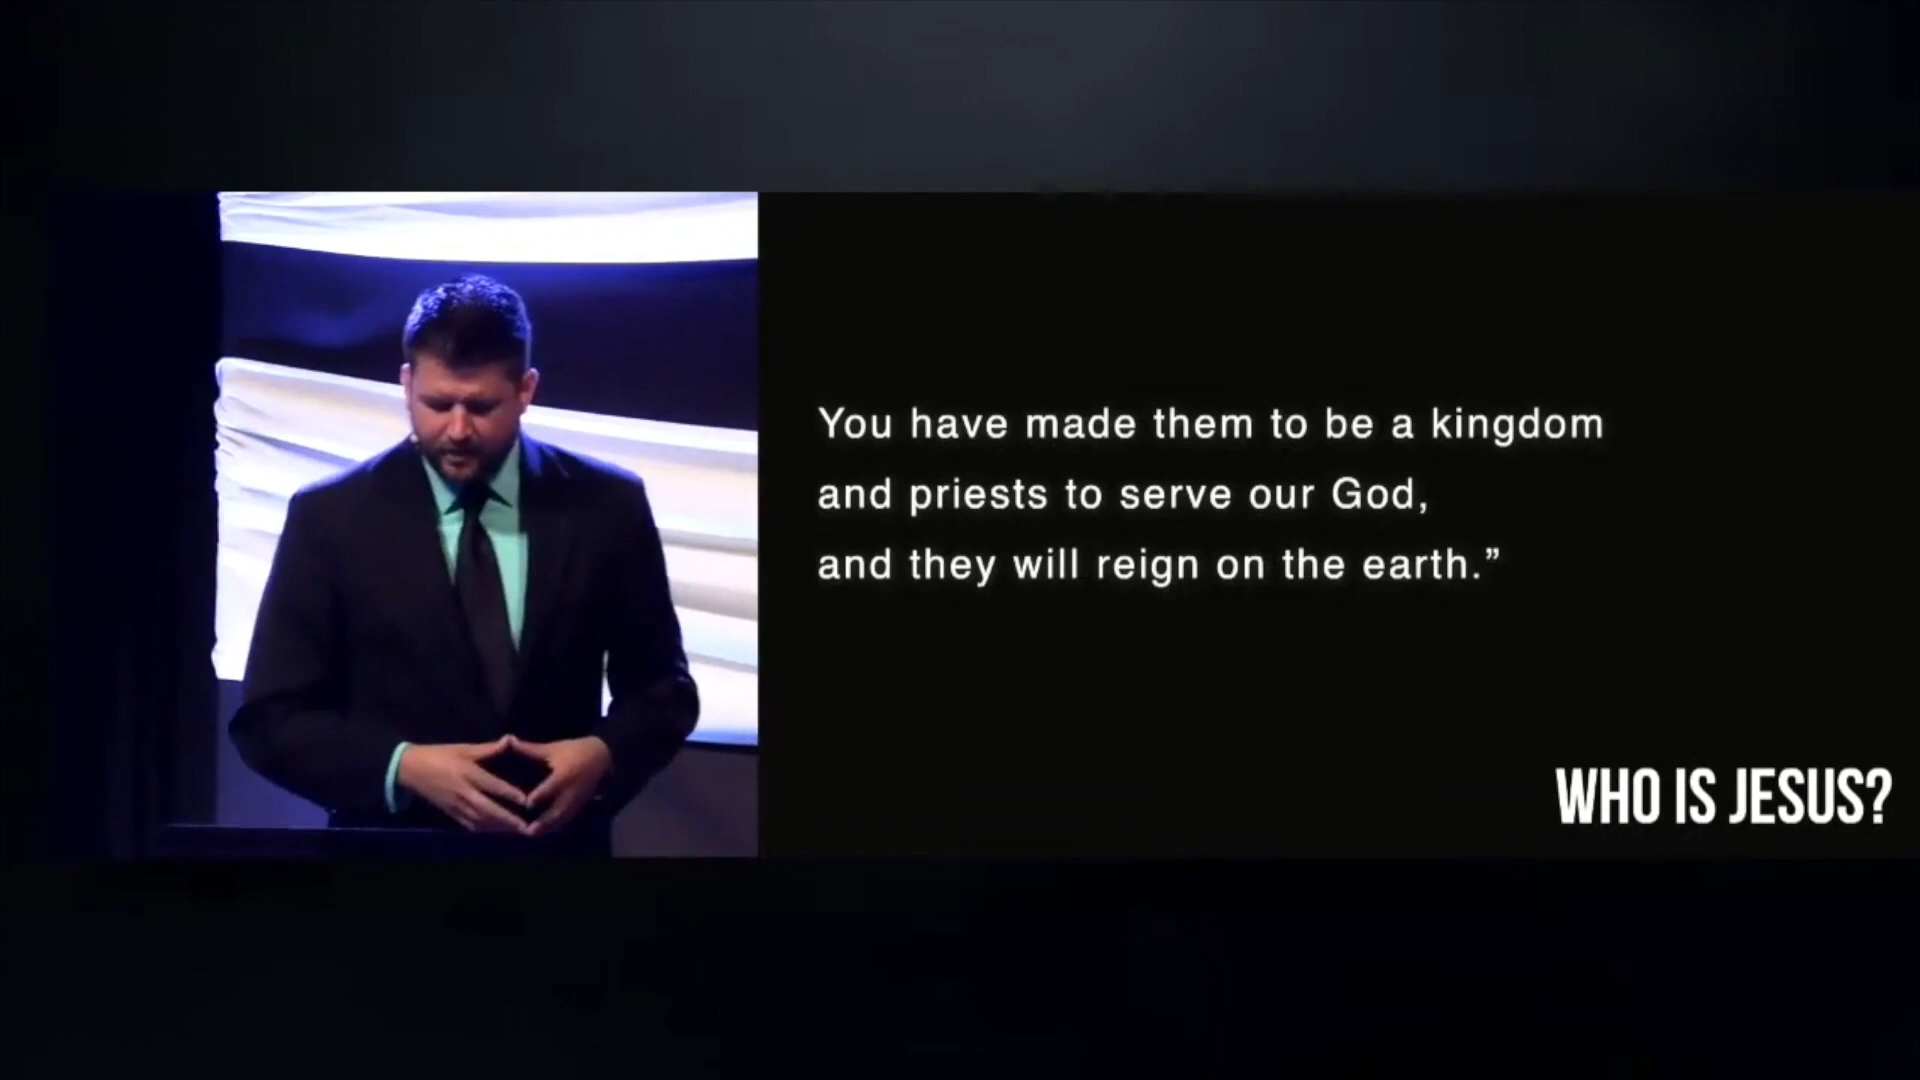 You have made them to be a kingdom
and priests to serve our God,
and they will reign on the earth.”
WHO IS JESUS?